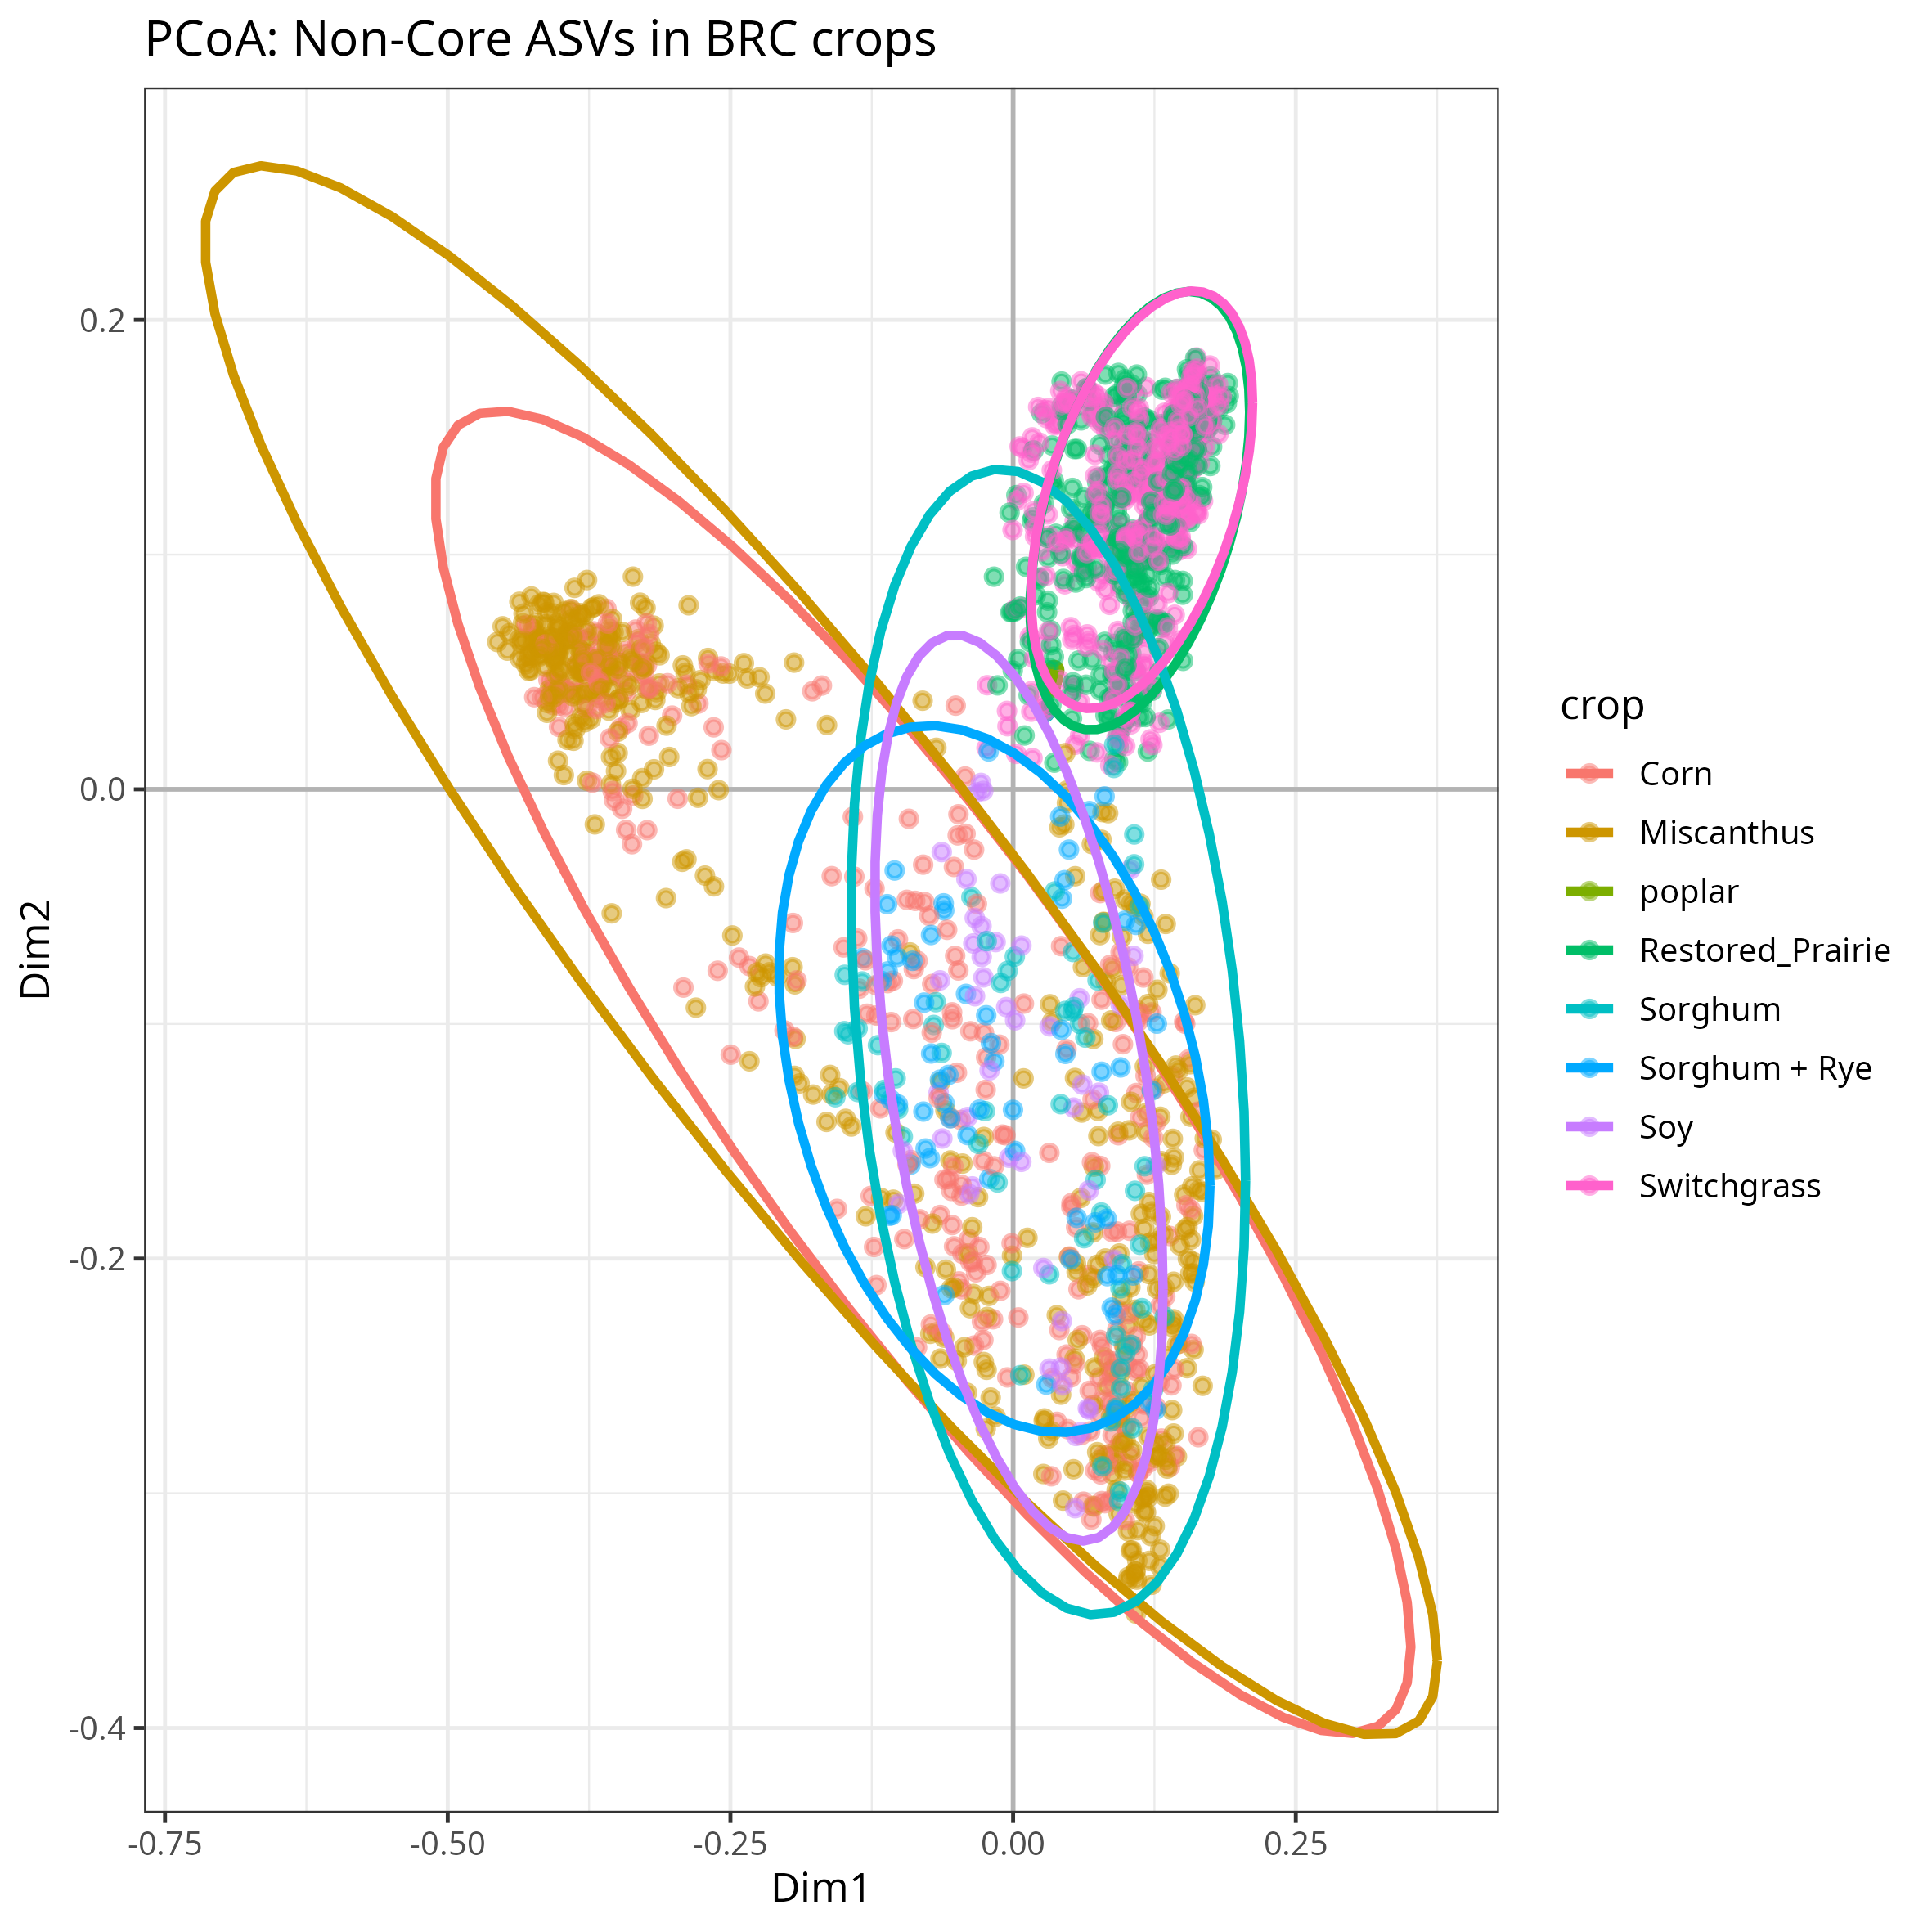 PCoA: Non-Core ASVs in BRC crops
0.2
0.0
-0.2
-0.4
Dim2
-0.75
-0.50
-0.25
0.00
0.25
Dim1
crop
Corn
Miscanthus
poplar
Restored_Prairie
Sorghum
Sorghum + Rye
Soy
Switchgrass